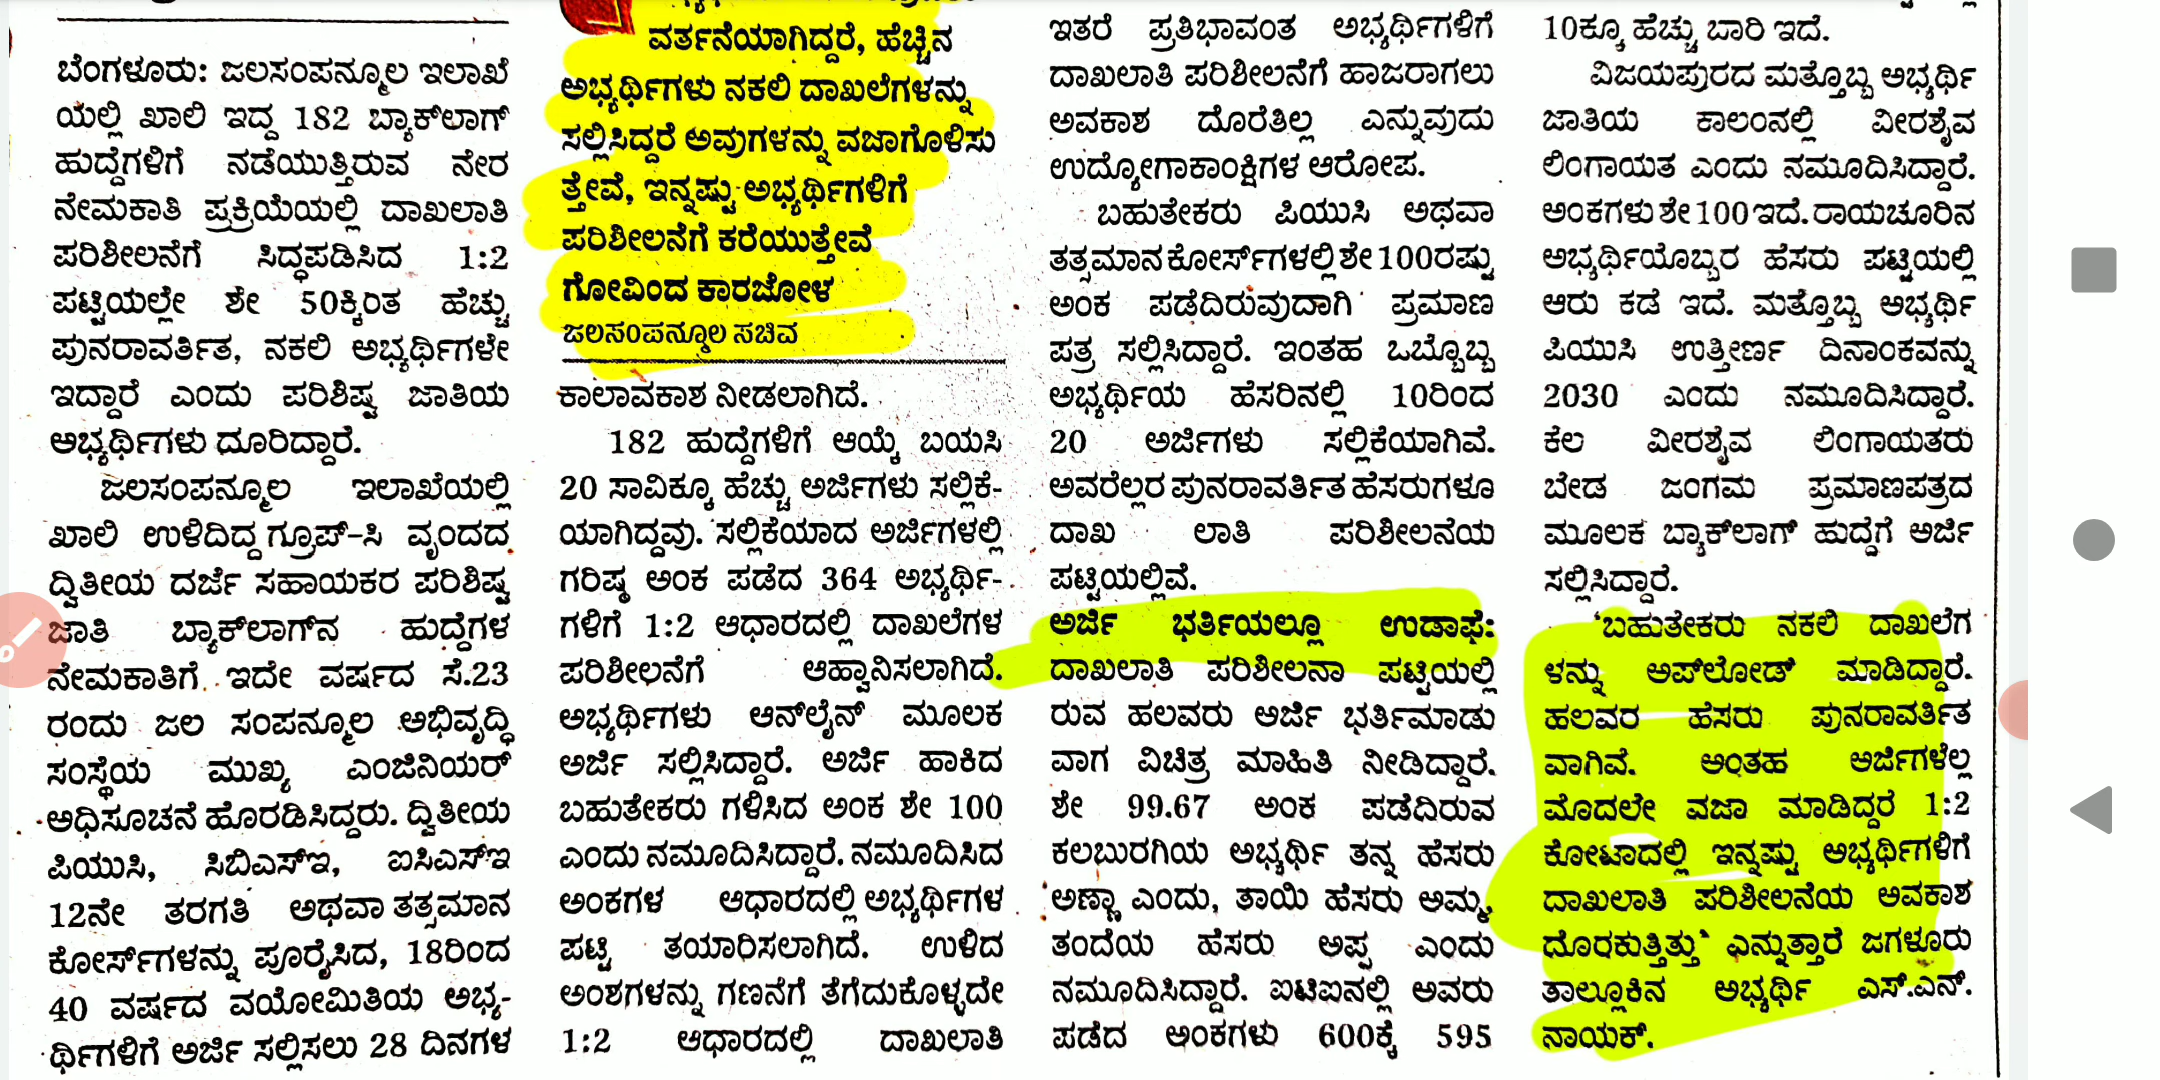 ಬೆಂಗಳೂರು: ಜಲಸಂಪನ್ಮೂಲ ಇಲಾಖೆ
ಯಲ್ಲಿ ಖಾಲಿ ಇದ್ದ 182 ಬ್ಯಾಕ್‌ಲಾಗ್
ಹುದ್ದೆಗಳಿಗೆ ನಡೆಯುತ್ತಿರುವ ನೇರ
ನೇಮಕಾತಿ ಪ್ರಕ್ರಿಯೆಯಲ್ಲಿ ದಾಖಲಾತಿ
ಪರಿಶೀಲನೆಗೆ ಸಿದ್ಧಪಡಿಸಿದ 1:2
ಪಟ್ಟಿಯಲ್ಲೇ ಶೇ 50ಕ್ಕಿಂತ ಹೆಚ್ಚು
ಪುನರಾವರ್ತಿತ, ನಕಲಿ ಅಭ್ಯರ್ಥಿಗಳೇ
ಇದ್ದಾರೆ ಎಂದು ಪರಿಶಿಷ್ಟ ಜಾತಿಯ
ಅಭ್ಯರ್ಥಿಗಳು ದೂರಿದ್ದಾರೆ.
ಜಲಸಂಪನ್ಮೂಲ ಇಲಾಖೆಯಲ್ಲಿ
ಖಾಲಿ ಉಳಿದಿದ್ದ ಗ್ರೂಪ್-ಸಿ ವೃಂದದ
ದ್ವಿತೀಯ ದರ್ಜೆ ಸಹಾಯಕರ ಪರಿಶಿಷ್ಟ
ಜಾತಿ ಬ್ಯಾಕ್‌ಲಾಗ್‌ನ ಹುದ್ದೆಗಳ
ನೇಮಕಾತಿಗೆ ಇದೇ ವರ್ಷದ ಸೆ.23
ರಂದು ಜಲ ಸಂಪನ್ಮೂಲ ಅಭಿವೃದ್ಧಿ
ಸಂಸ್ಥೆಯ ಮುಖ್ಯ ಎಂಜಿನಿಯರ್
ಅಧಿಸೂಚನೆ ಹೊರಡಿಸಿದ್ದರು. ದ್ವಿತೀಯ
ಪಿಯುಸಿ, ಸಿಬಿಎಸ್‌ಇ, ಐಸಿಎಸ್‌ಇ
12ನೇ ತರಗತಿ ಅಥವಾ ತತ್ಸಮಾನ
ಕೋರ್ಸ್‌ಗಳನ್ನು ಪೂರೈಸಿದ, 18ರಿಂದ
40 ವರ್ಷದ ವಯೋಮಿತಿಯ ಅಭ್ಯ-
ರ್ಥಿಗಳಿಗೆ ಅರ್ಜಿ ಸಲ್ಲಿಸಲು 28 ದಿನಗಳ
ವರ್ತನೆಯಾಗಿದ್ದರೆ, ಹೆಚ್ಚಿನ
ಅಭ್ಯರ್ಥಿಗಳು ನಕಲಿ ದಾಖಲೆಗಳನ್ನು
ಸಲ್ಲಿಸಿದ್ದರೆ ಅವುಗಳನ್ನು ವಜಾಗೊಳಿಸು
ತ್ತೇವೆ, ಇನ್ನಷ್ಟು ಅಭ್ಯರ್ಥಿಗಳಿಗೆ
ಪರಿಶೀಲನೆಗೆ ಕರೆಯುತ್ತೇವೆ
ಗೋವಿಂದ ಕಾರಜೋಳ
ಜಲಸಂಪನ್ಮೂಲ ಸಚಿವ
ಕಾಲಾವಕಾಶ ನೀಡಲಾಗಿದೆ.
182 ಹುದ್ದೆಗಳಿಗೆ ಆಯ್ಕೆ ಬಯಸಿ
20 ಸಾವಿಕ್ಕೂ ಹೆಚ್ಚು ಅರ್ಜಿಗಳು ಸಲ್ಲಿಕೆ-
ಯಾಗಿದ್ದವು. ಸಲ್ಲಿಕೆಯಾದ ಅರ್ಜಿಗಳಲ್ಲಿ
ಗರಿಷ್ಠ ಅಂಕ ಪಡೆದ 364 ಅಭ್ಯರ್ಥಿ-
ಗಳಿಗೆ 1:2 ಆಧಾರದಲ್ಲಿ ದಾಖಲೆಗಳ
ಪರಿಶೀಲನೆಗೆ ಆಹ್ವಾನಿಸಲಾಗಿದೆ.
ಅಭ್ಯರ್ಥಿಗಳು ಆನ್‌ಲೈನ್ ಮೂಲಕ
ಅರ್ಜಿ ಸಲ್ಲಿಸಿದ್ದಾರೆ. ಅರ್ಜಿ ಹಾಕಿದ
ಬಹುತೇಕರು ಗಳಿಸಿದ ಅಂಕ ಶೇ 100
ಎಂದು ನಮೂದಿಸಿದ್ದಾರೆ. ನಮೂದಿಸಿದ
ಅಂಕಗಳ ಆಧಾರದಲ್ಲಿ ಅಭ್ಯರ್ಥಿಗಳ
ಪಟ್ಟಿ ತಯಾರಿಸಲಾಗಿದೆ. ಉಳಿದ
ಅಂಶಗಳನ್ನು ಗಣನೆಗೆ ತೆಗೆದುಕೊಳ್ಳದೇ
1:2 ಆಧಾರದಲ್ಲಿ ದಾಖಲಾತಿ
ಇತರೆ ಪ್ರತಿಭಾವಂತ ಅಭ್ಯರ್ಥಿಗಳಿಗೆ
ದಾಖಲಾತಿ ಪರಿಶೀಲನೆಗೆ ಹಾಜರಾಗಲು
ಅವಕಾಶ ದೊರೆತಿಲ್ಲ ಎನ್ನುವುದು
ಉದ್ಯೋಗಾಕಾಂಕ್ಷಿಗಳ ಆರೋಪ.
ಬಹುತೇಕರು ಪಿಯುಸಿ ಅಥವಾ
ತತ್ಸಮಾನ ಕೋರ್ಸ್‌ಗಳಲ್ಲಿ ಶೇ 100ರಷ್ಟು
ಅಂಕ ಪಡೆದಿರುವುದಾಗಿ ಪ್ರಮಾಣ
ಪತ್ರ ಸಲ್ಲಿಸಿದ್ದಾರೆ. ಇಂತಹ ಒಬ್ಬೊಬ್ಬ
ಅಭ್ಯರ್ಥಿಯ ಹೆಸರಿನಲ್ಲಿ 10ರಿಂದ
20 ಅರ್ಜಿಗಳು ಸಲ್ಲಿಕೆಯಾಗಿವೆ.
ಅವರೆಲ್ಲರ ಪುನರಾವರ್ತಿತ ಹೆಸರುಗಳೂ
ದಾಖ ಲಾತಿ ಪರಿಶೀಲನೆಯ
ಪಟ್ಟಿಯಲ್ಲಿವೆ.
ಅರ್ಜಿ ಭರ್ತಿಯಲ್ಲೂ ಉಡಾಫೆ:
ದಾಖಲಾತಿ ಪರಿಶೀಲನಾ ಪಟ್ಟಿಯಲ್ಲಿ
ರುವ ಹಲವರು ಅರ್ಜಿ ಭರ್ತಿಮಾಡು
ವಾಗ ವಿಚಿತ್ರ ಮಾಹಿತಿ ನೀಡಿದ್ದಾರೆ.
ಶೇ 99.67 ಅಂಕ ಪಡೆದಿರುವ
ಕಲಬುರಗಿಯ ಅಭ್ಯರ್ಥಿ ತನ್ನ ಹೆಸರು
ಅಣ್ಣಾ ಎಂದು, ತಾಯಿ ಹೆಸರು ಅಮ್ಮ
ತಂದೆಯ ಹೆಸರು ಅಪ್ಪ ಎಂದು
ನಮೂದಿಸಿದ್ದಾರೆ. ಐಟಿಐನಲ್ಲಿ ಅವರು
ಪಡೆದ ಅಂಕಗಳು 600ಕ್ಕೆ 595
10ಕ್ಕೂ ಹೆಚ್ಚು ಬಾರಿ ಇದೆ.
ವಿಜಯಪುರದ ಮತ್ತೊಬ್ಬ ಅಭ್ಯರ್ಥಿ
ಜಾತಿಯ ಕಾಲಂನಲ್ಲಿ ವೀರಶೈವ
ಲಿಂಗಾಯತ ಎಂದು ನಮೂದಿಸಿದ್ದಾರೆ.
ಅಂಕಗಳು ಶೇ 100 ಇದೆ. ರಾಯಚೂರಿನ
ಅಭ್ಯರ್ಥಿಯೊಬ್ಬರ ಹೆಸರು ಪಟ್ಟಿಯಲ್ಲಿ
ಆರು ಕಡೆ ಇದೆ. ಮತ್ತೊಬ್ಬ ಅಭ್ಯರ್ಥಿ
ಪಿಯುಸಿ ಉತ್ತೀರ್ಣ ದಿನಾಂಕವನ್ನು
2030 ಎಂದು ನಮೂದಿಸಿದ್ದಾರೆ.
ಕೆಲ ವೀರಶೈವ ಲಿಂಗಾಯತರು
ಬೇಡ ಜಂಗಮ ಪ್ರಮಾಣಪತ್ರದ
ಮೂಲಕ ಬ್ಯಾಕ್‌ಲಾಗ್ ಹುದ್ದೆಗೆ ಅರ್ಜಿ
ಸಲ್ಲಿಸಿದ್ದಾರೆ.
‘ಬಹುತೇಕರು ನಕಲಿ ದಾಖಲೆಗ
ಳನ್ನು ಅಪ್‌ಲೋಡ್ ಮಾಡಿದ್ದಾರೆ.
ಹಲವರ ಹೆಸರು ಪುನರಾವರ್ತಿತ
ವಾಗಿವೆ. ಅಂತಹ ಅರ್ಜಿಗಳೆಲ್ಲ
ಮೊದಲೇ ವಜಾ ಮಾಡಿದ್ದರೆ 1:2
ಕೋಟಾದಲ್ಲಿ ಇನ್ನಷ್ಟು ಅಭ್ಯರ್ಥಿಗಳಿಗೆ
ದಾಖಲಾತಿ ಪರಿಶೀಲನೆಯ ಅವಕಾಶ
ದೊರಕುತ್ತಿತ್ತು’ ಎನ್ನುತ್ತಾರೆ ಜಗಳೂರು
ತಾಲ್ಲೂಕಿನ ಅಭ್ಯರ್ಥಿ ಎಸ್.ಎನ್.
ನಾಯಕ್.